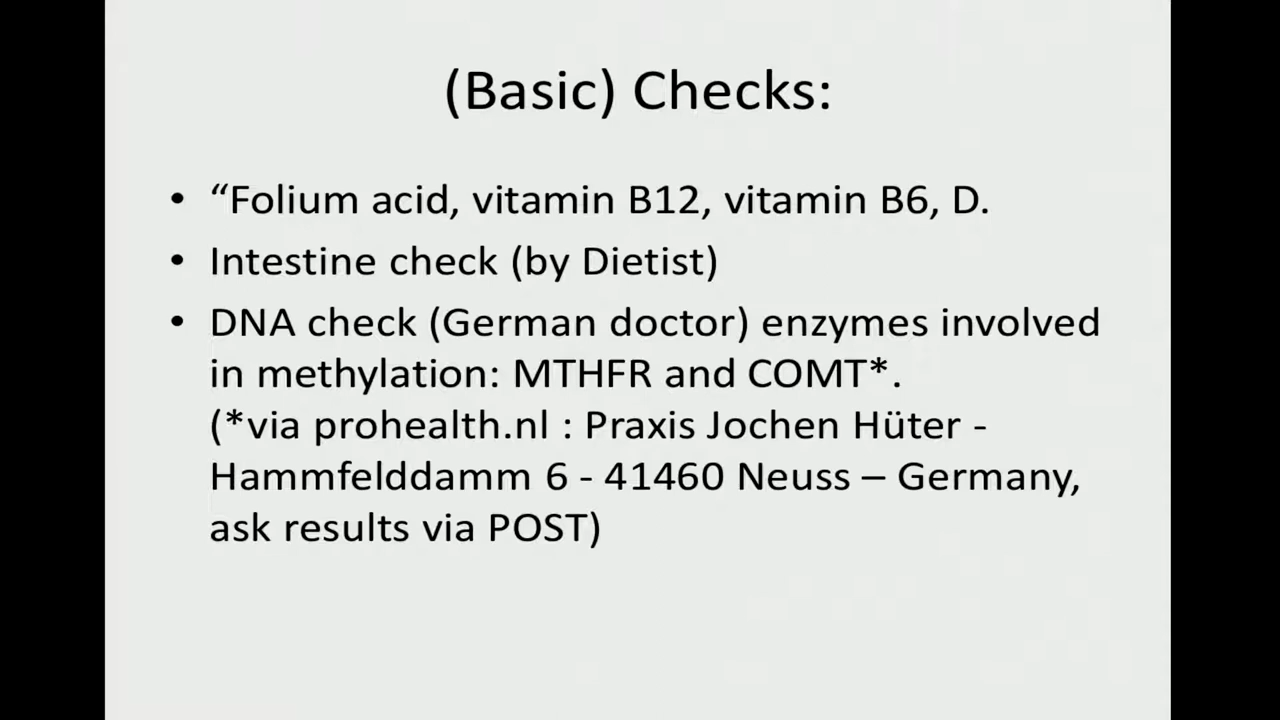 (Basic) Checks:
• “Folium acid, vitamin B12, vitamin B6, D.
• Intestine check (by Dietist)
• DNA check (German doctor) enzymes involved
in methylation: MTHFR and COMT*.
(*via prohealth.nl : Praxis Jochen Hüter -
Hammfelddamm 6 - 41460 Neuss – Germany,
ask results via POST)